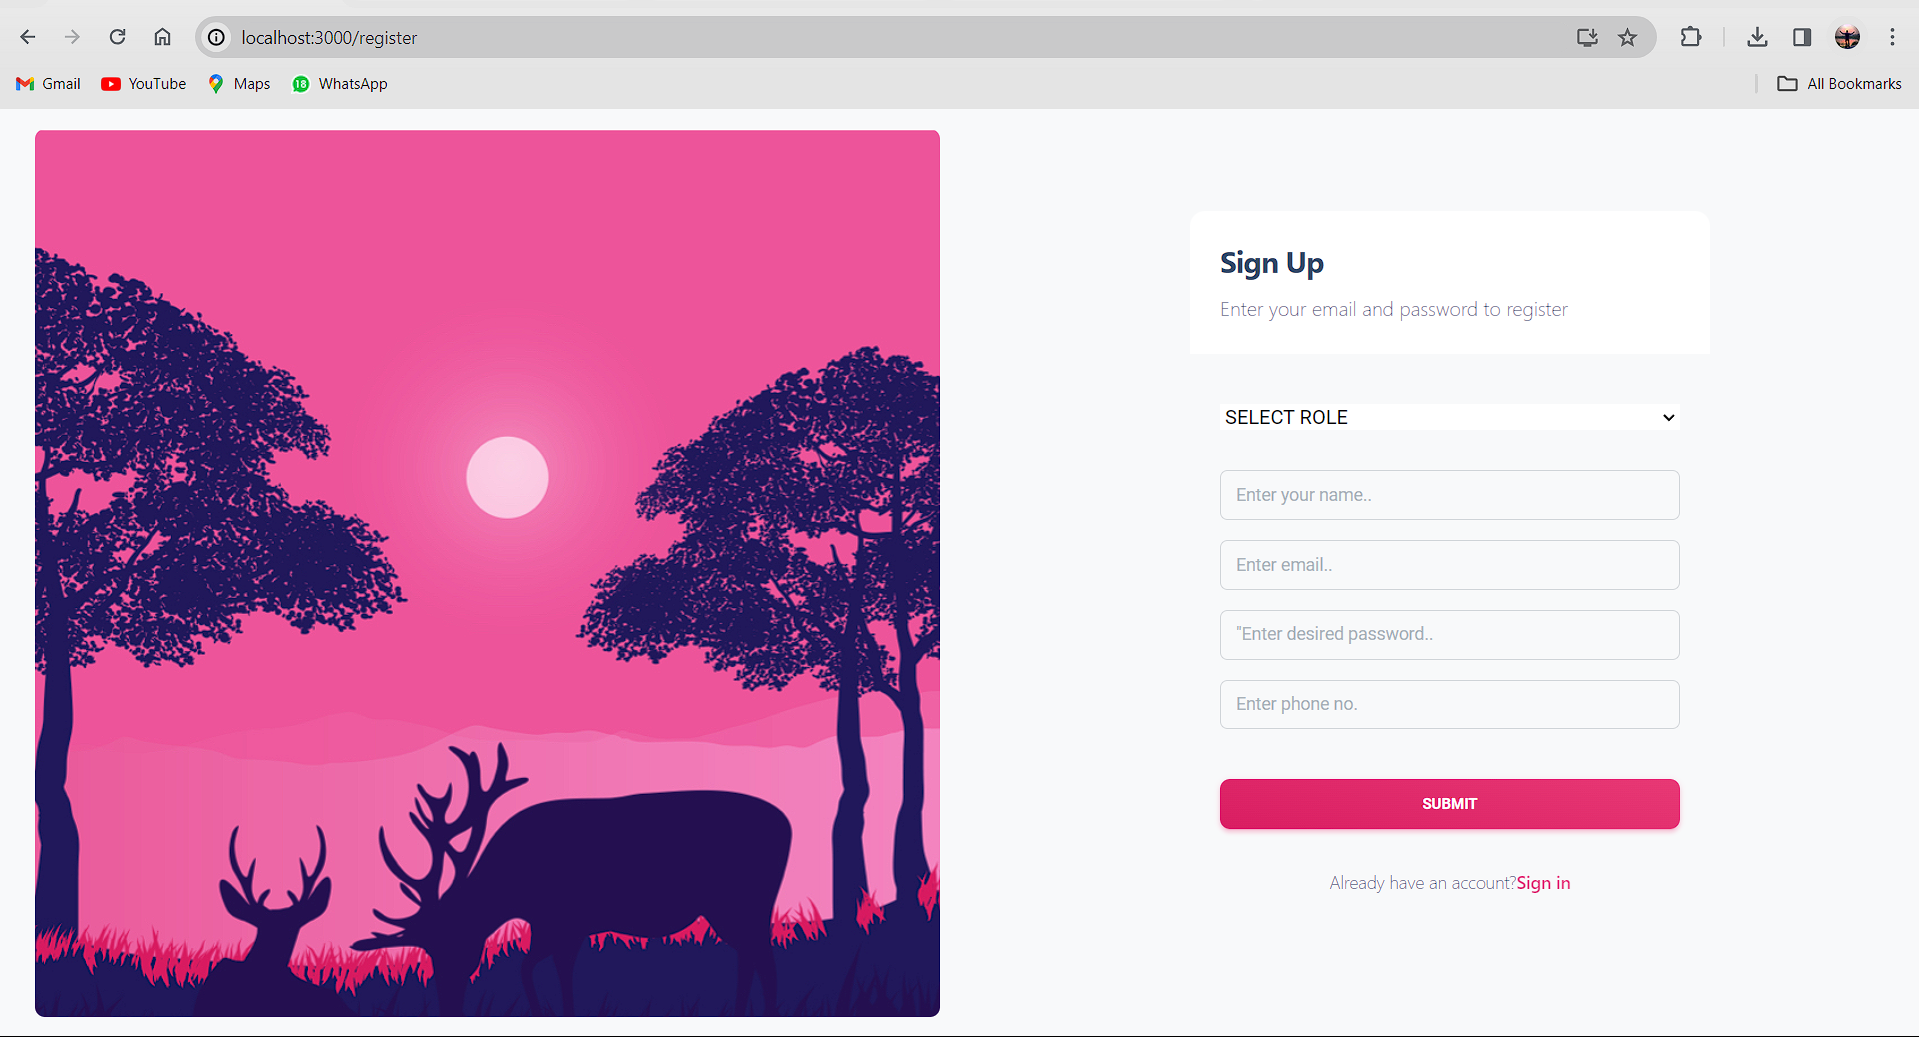 localhost:3000/register
Gmail YouTube Maps 18 WhatsApp All Bookmarks
Sign Up
Enter your email and password to register
SELECT ROLE
Enter your name..
Enter email..
"Enter desired password..
Enter phone no.
SUBMIT
Already have an account?Sign in